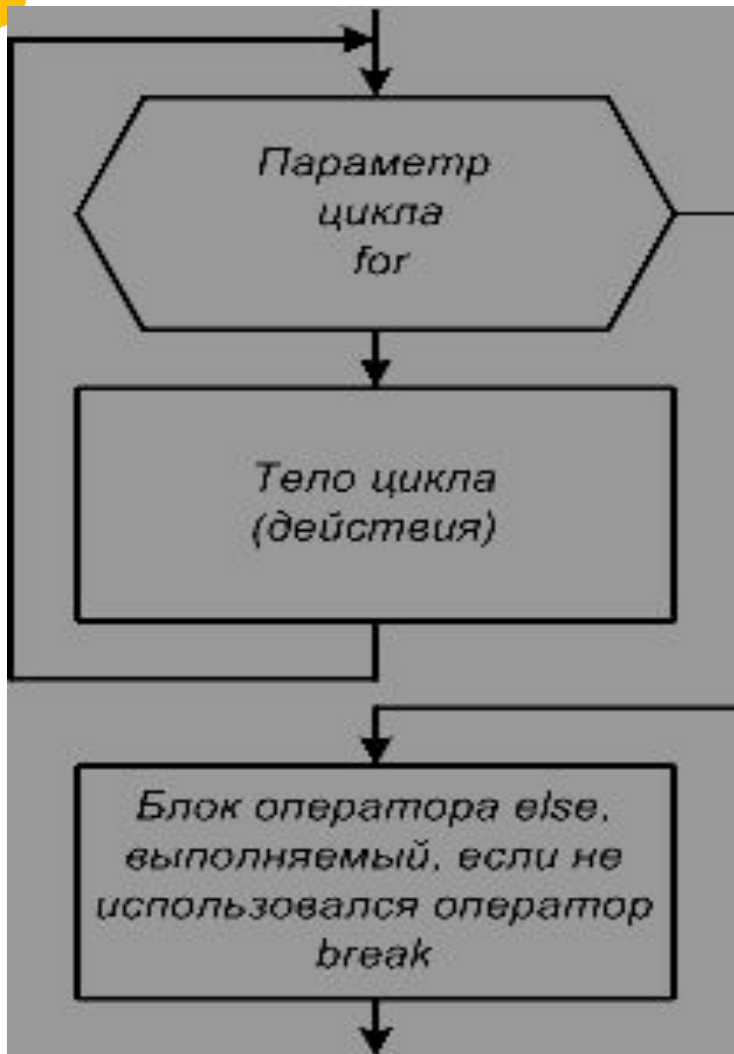 Параметр
цикла
for
Тело цикла
(действия)
Блок оператора else,
выполняемый, если не
использовался оператор
break